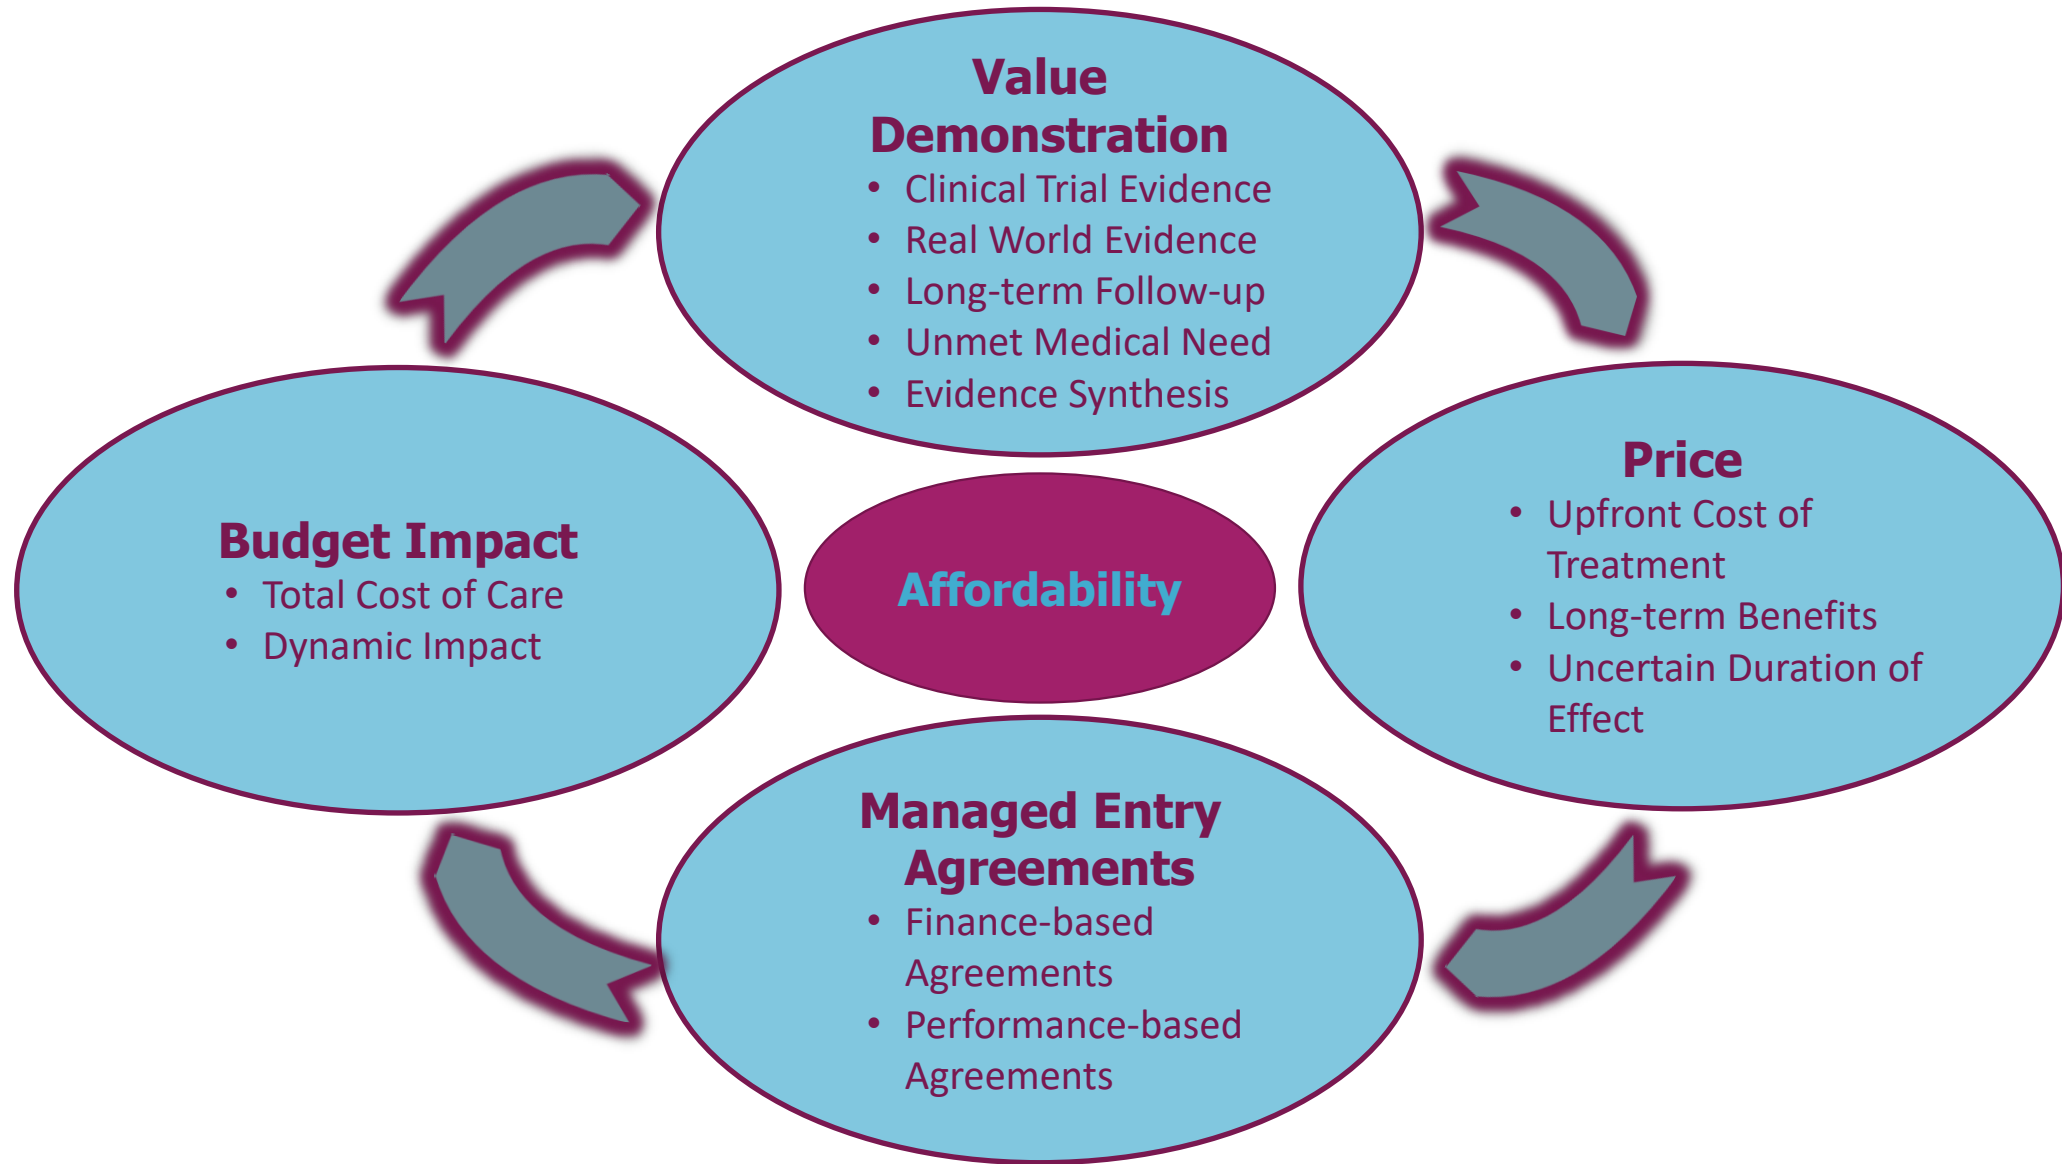 Value
Demonstration
• Clinical Trial Evidence
• Real World Evidence
• Long-term Follow-up
• Unmet Medical Need
• Evidence Synthesis
Price
• Upfront Cost of
Treatment
• Long-term Benefits
• Uncertain Duration of
Effect
Budget Impact
• Total Cost of Care
• Dynamic Impact
Affordability
Managed Entry
Agreements
• Finance-based
Agreements
• Performance-based
Agreements